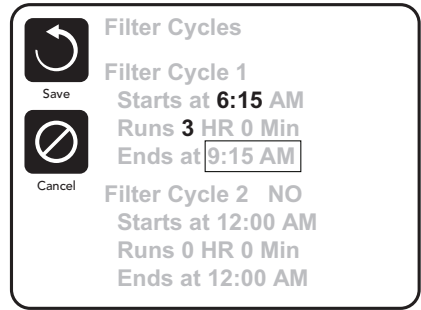 Filter Cycles
Save
Filter Cycle 1
Starts at 6:15 AM
Runs 3 HR 0 Min
Ends at 9:15 AM
Cancel
Filter Cycle 2 NO
Starts at 12:00 AM
Runs 0 HR 0 Min
Ends at 12:00 AM